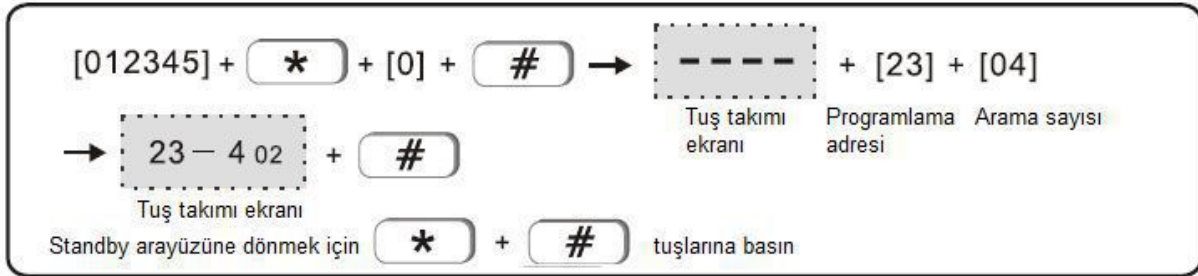 [012345] + * + [0] + # → ---- + [23] + [04]
Tuş takımı ekranı Programlama adresi Arama sayısı
→ 23 — 4 02 + #
Tuş takımı ekranı
Standby arayüzüne dönmek için * + # tuşlarına basın